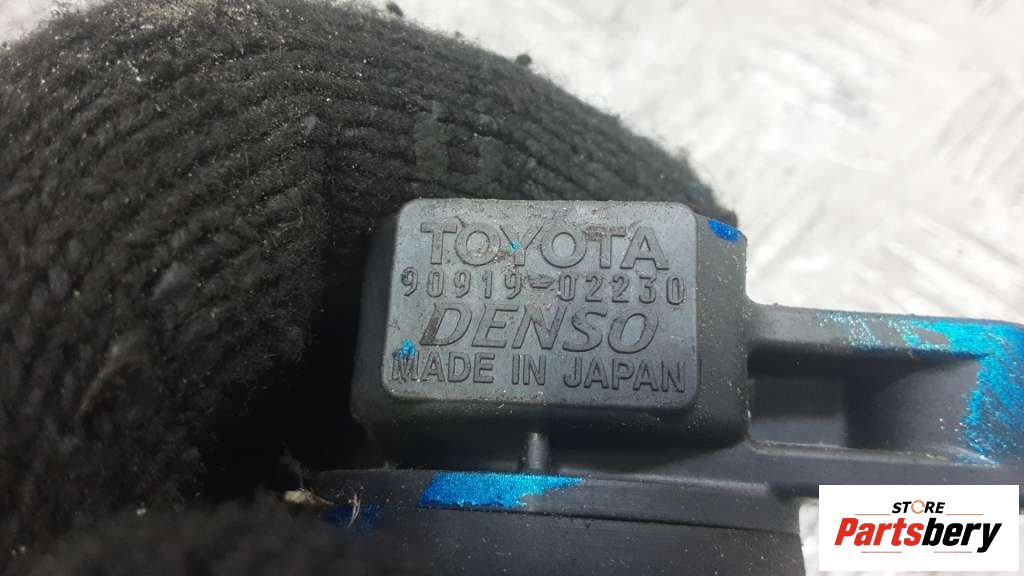 TOYOTA
90919-02230
DENSO
MADE IN JAPAN
STORE
Partsbery